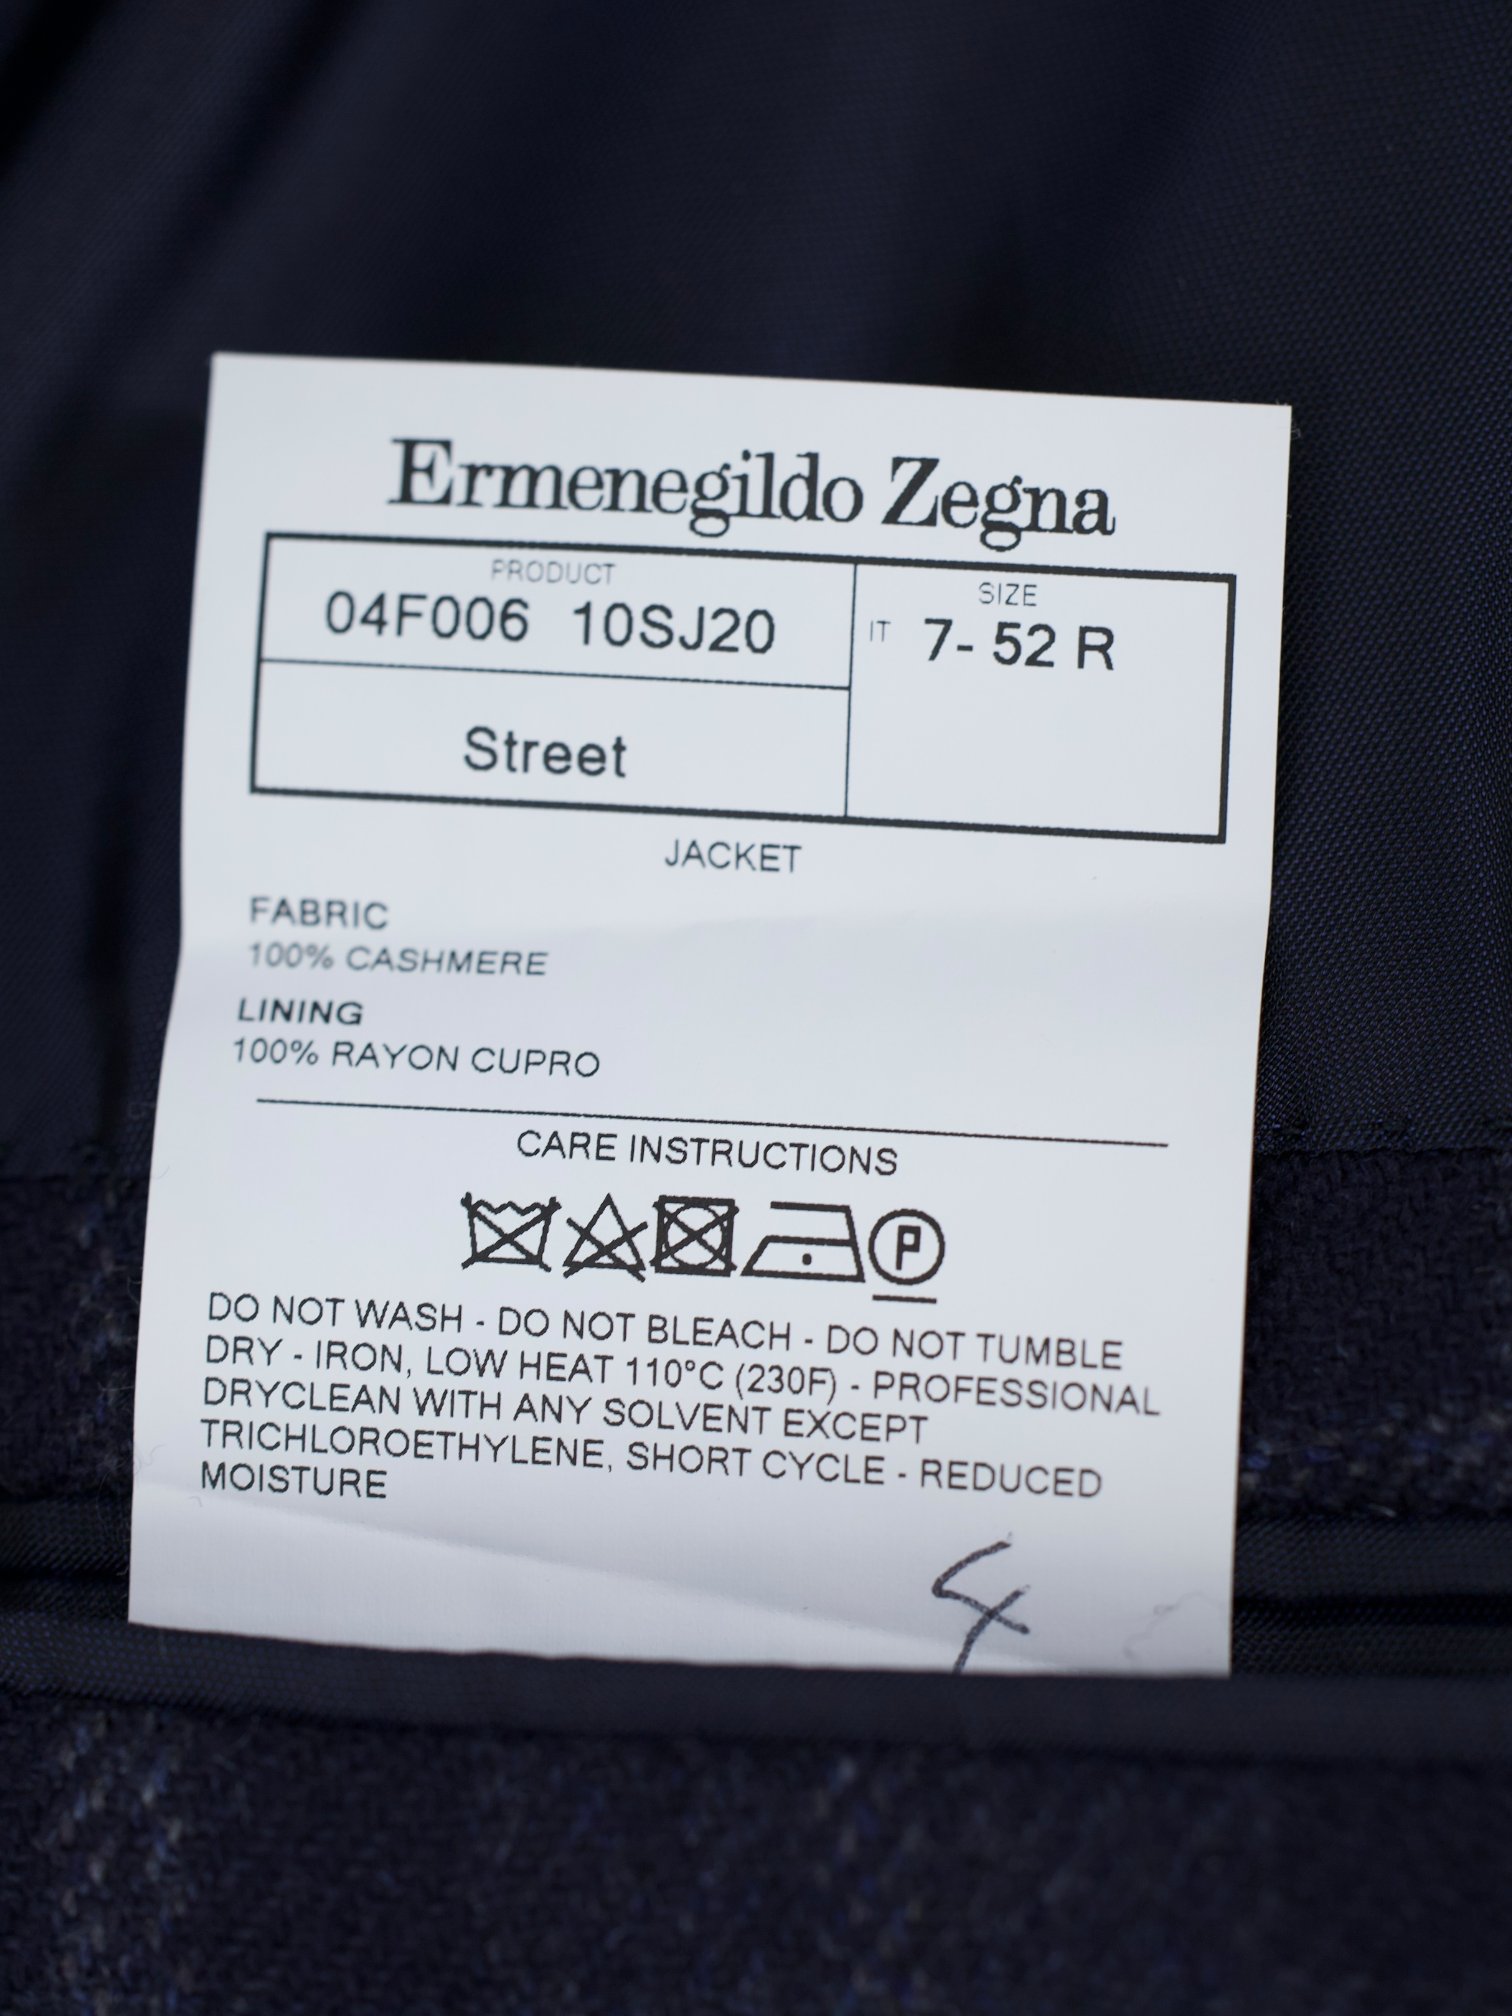 Ermenegildo Zegna
PRODUCT
04F006 10SJ20
SIZE
IT 7- 52 R
Street
JACKET
FABRIC
100% CASHMERE
LINING
100% RAYON CUPRO
CARE INSTRUCTIONS
P
DO NOT WASH - DO NOT BLEACH - DO NOT TUMBLE
DRY - IRON, LOW HEAT 110°C (230F) - PROFESSIONAL
DRYCLEAN WITH ANY SOLVENT EXCEPT
TRICHLOROETHYLENE, SHORT CYCLE - REDUCED
MOISTURE